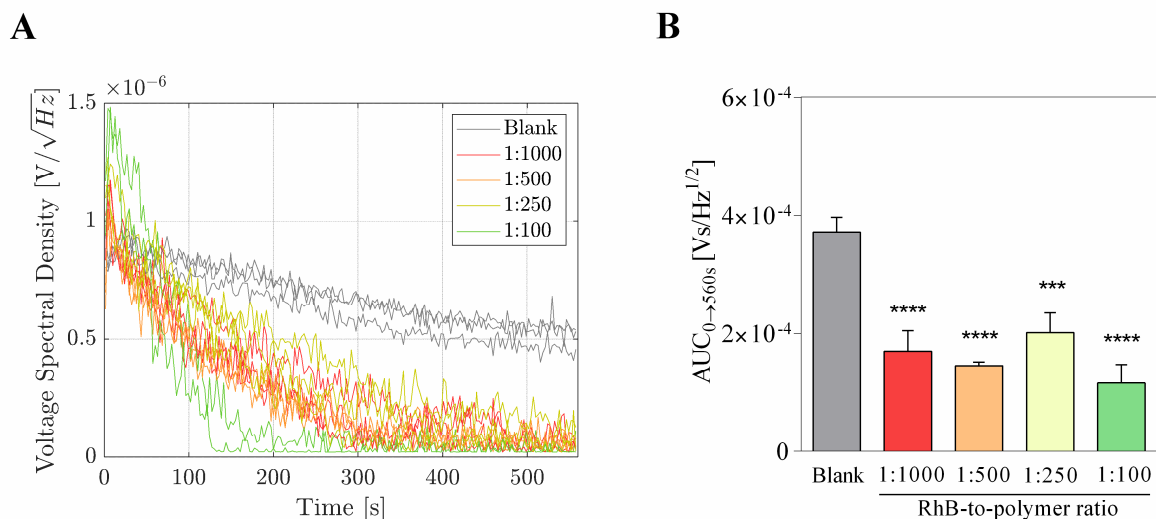 A
×10⁻⁶
Voltage Spectral Density [V/√Hz]
1.5
1
0.5
0
0 100 200 300 400 500
Time [s]
Blank
1:1000
1:500
1:250
1:100
B
AUC₀→₅₆₀ₛ [Vs/Hz^1/2]
6×10⁻⁴
4×10⁻⁴
2×10⁻⁴
0
****
****
***
****
Blank 1:1000 1:500 1:250 1:100
RhB-to-polymer ratio